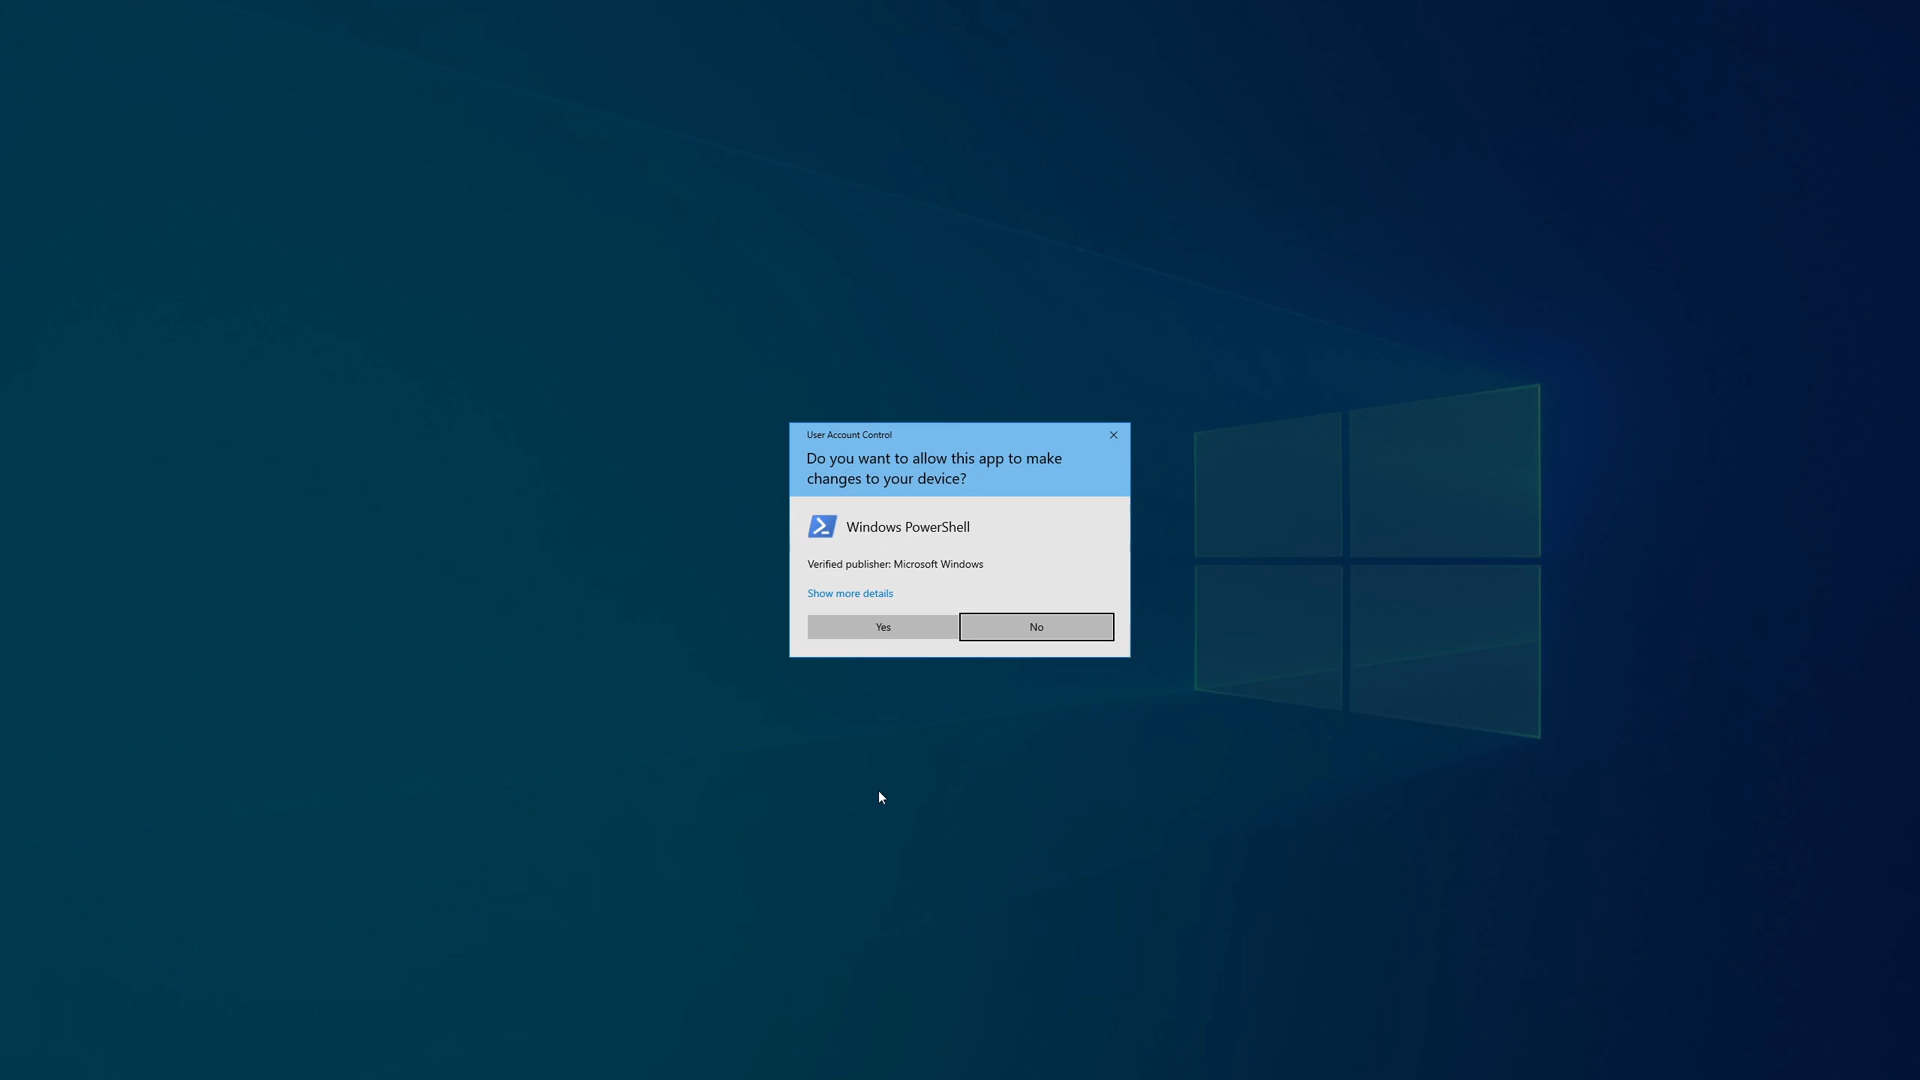 User Account Control
Do you want to allow this app to make
changes to your device?
Windows PowerShell
Verified publisher: Microsoft Windows
Show more details
Yes
No